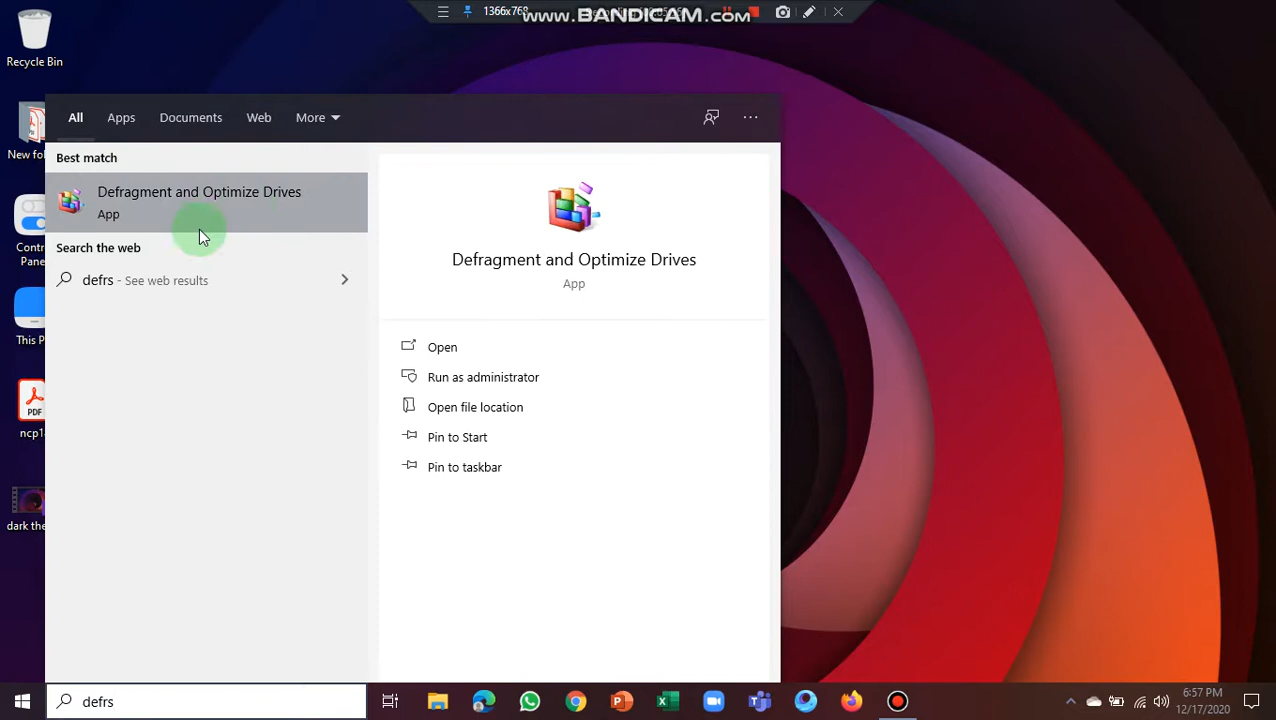 1366x768
www.BANDICAM.com
Recycle Bin
New fol
Contr
Pane
This P
PDF
ncp1
dark the
All
Apps
Documents
Web
More
Best match
Defragment and Optimize Drives
App
Search the web
defrs - See web results
Defragment and Optimize Drives
App
Open
Run as administrator
Open file location
Pin to Start
Pin to taskbar
defrs
6:57 PM
12/17/2020